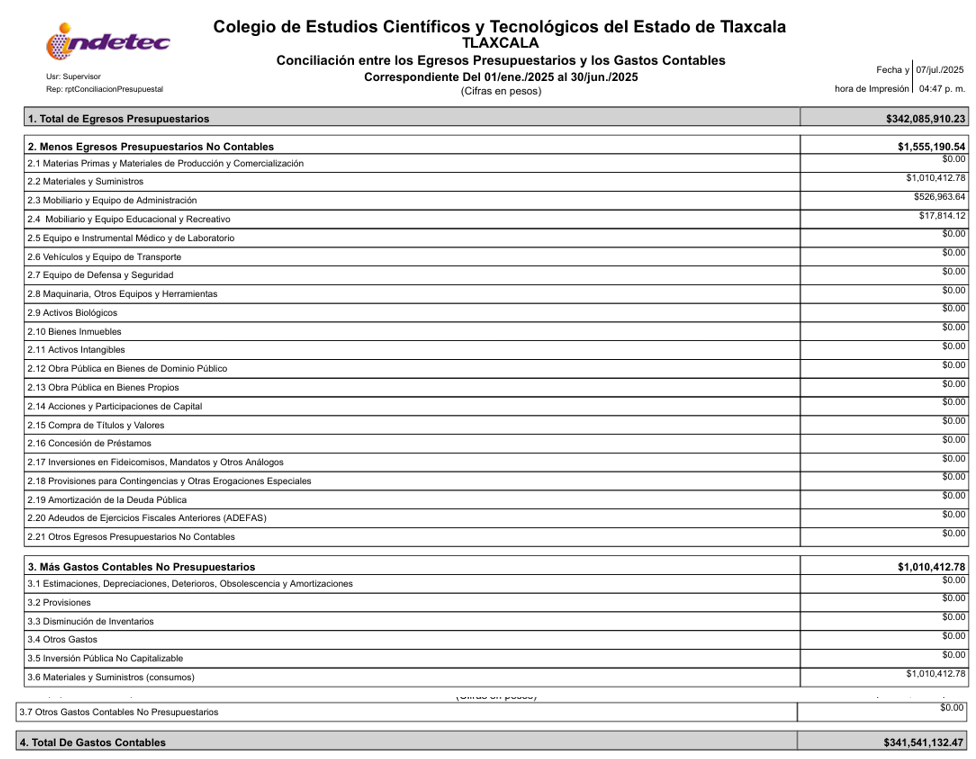 indetec
Colegio de Estudios Científicos y Tecnológicos del Estado de Tlaxcala
TLAXCALA
Conciliación entre los Egresos Presupuestarios y los Gastos Contables
Correspondiente Del 01/ene./2025 al 30/jun./2025
(Cifras en pesos)
Usr: Supervisor
Rep: rptConciliacionPresupuestal
Fecha y 07/jul./2025
hora de Impresión 04:47 p. m.
1. Total de Egresos Presupuestarios $342,085,910.23
2. Menos Egresos Presupuestarios No Contables $1,555,190.54
2.1 Materias Primas y Materiales de Producción y Comercialización $0.00
2.2 Materiales y Suministros $1,010,412.78
2.3 Mobiliario y Equipo de Administración $526,963.64
2.4 Mobiliario y Equipo Educacional y Recreativo $17,814.12
2.5 Equipo e Instrumental Médico y de Laboratorio $0.00
2.6 Vehículos y Equipo de Transporte $0.00
2.7 Equipo de Defensa y Seguridad $0.00
2.8 Maquinaria, Otros Equipos y Herramientas $0.00
2.9 Activos Biológicos $0.00
2.10 Bienes Inmuebles $0.00
2.11 Activos Intangibles $0.00
2.12 Obra Pública en Bienes de Dominio Público $0.00
2.13 Obra Pública en Bienes Propios $0.00
2.14 Acciones y Participaciones de Capital $0.00
2.15 Compra de Títulos y Valores $0.00
2.16 Concesión de Préstamos $0.00
2.17 Inversiones en Fideicomisos, Mandatos y Otros Análogos $0.00
2.18 Provisiones para Contingencias y Otras Erogaciones Especiales $0.00
2.19 Amortización de la Deuda Pública $0.00
2.20 Adeudos de Ejercicios Fiscales Anteriores (ADEFAS) $0.00
2.21 Otros Egresos Presupuestarios No Contables $0.00
3. Más Gastos Contables No Presupuestarios $1,010,412.78
3.1 Estimaciones, Depreciaciones, Deterioros, Obsolescencia y Amortizaciones $0.00
3.2 Provisiones $0.00
3.3 Disminución de Inventarios $0.00
3.4 Otros Gastos $0.00
3.5 Inversión Pública No Capitalizable $0.00
3.6 Materiales y Suministros (consumos) $1,010,412.78
(Cifras en pesos)
3.7 Otros Gastos Contables No Presupuestarios $0.00
4. Total De Gastos Contables $341,541,132.47